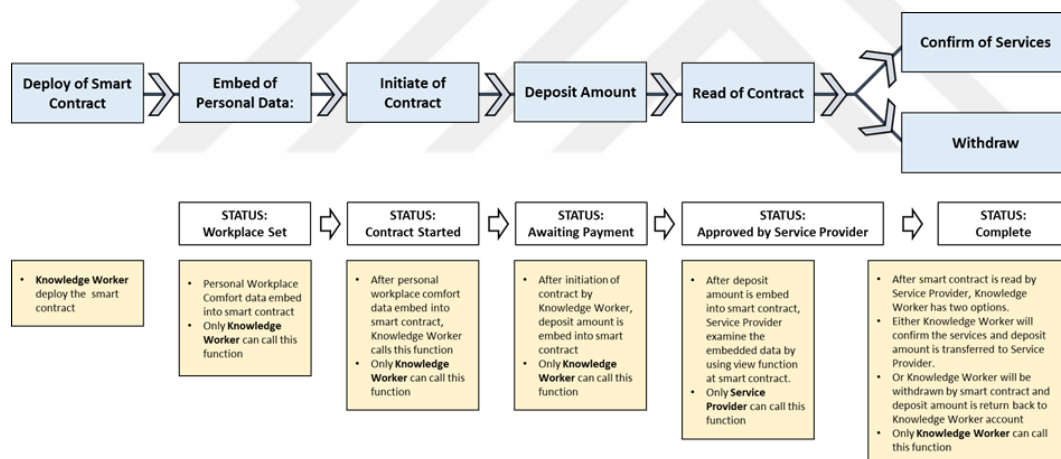 Confirm of Services
Deploy of Smart
Contract
Embed of
Personal Data:
Initiate of
Contract
Deposit Amount
Read of Contract
Withdraw
STATUS:
Workplace Set
STATUS:
Contract Started
STATUS:
Awaiting Payment
STATUS:
Approved by Service Provider
STATUS:
Complete
• Knowledge Worker
deploy the smart
contract
• Personal Workplace
Comfort data embed
into smart contract
• Only Knowledge
Worker can call this
function
• After personal
workplace comfort
data embed into
smart contract,
Knowledge Worker
calls this function
• Only Knowledge
Worker can call this
function
• After initiation of
contract by
Knowledge Worker,
deposit amount is
embed into smart
contract
• Only Knowledge
Worker can call this
function
• After deposit
amount is embed
into smart contract,
Service Provider
examine the
embedded data by
using view function
at smart contract.
• Only Service
Provider can call this
function
• After smart contract is read by
Service Provider, Knowledge
Worker has two options.
• Either Knowledge Worker will
confirm the services and deposit
amount is transferred to Service
Provider.
• Or Knowledge Worker will be
withdrawn by smart contract and
deposit amount is return back to
Knowledge Worker account
• Only Knowledge Worker can call
this function